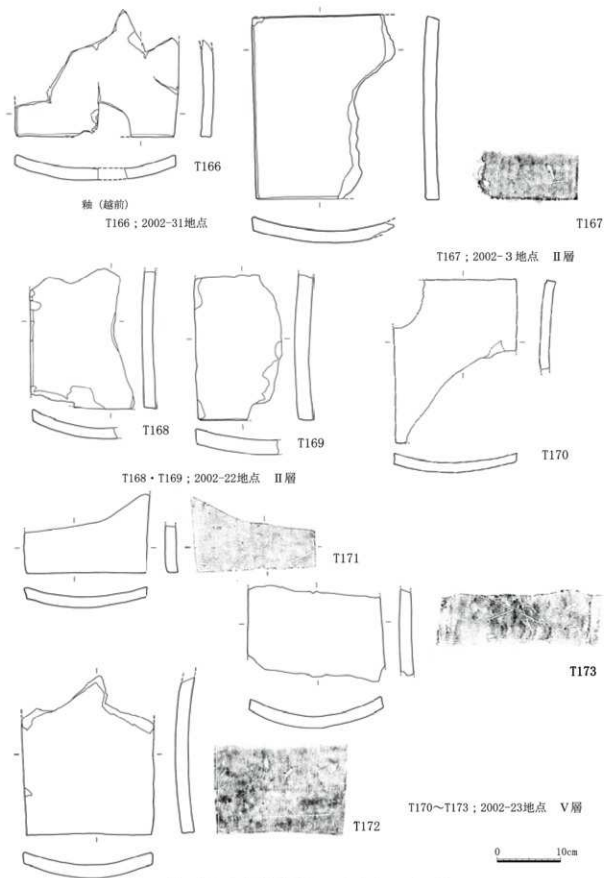 T166
釉（越前）
T166；2002-31地点
T167
T167；2002-3地点　Ⅱ層
T168
T169
T170
T168・T169；2002-22地点　Ⅱ層
T171
T173
T172
T170～T173；2002-23地点　Ⅴ層
0　10cm